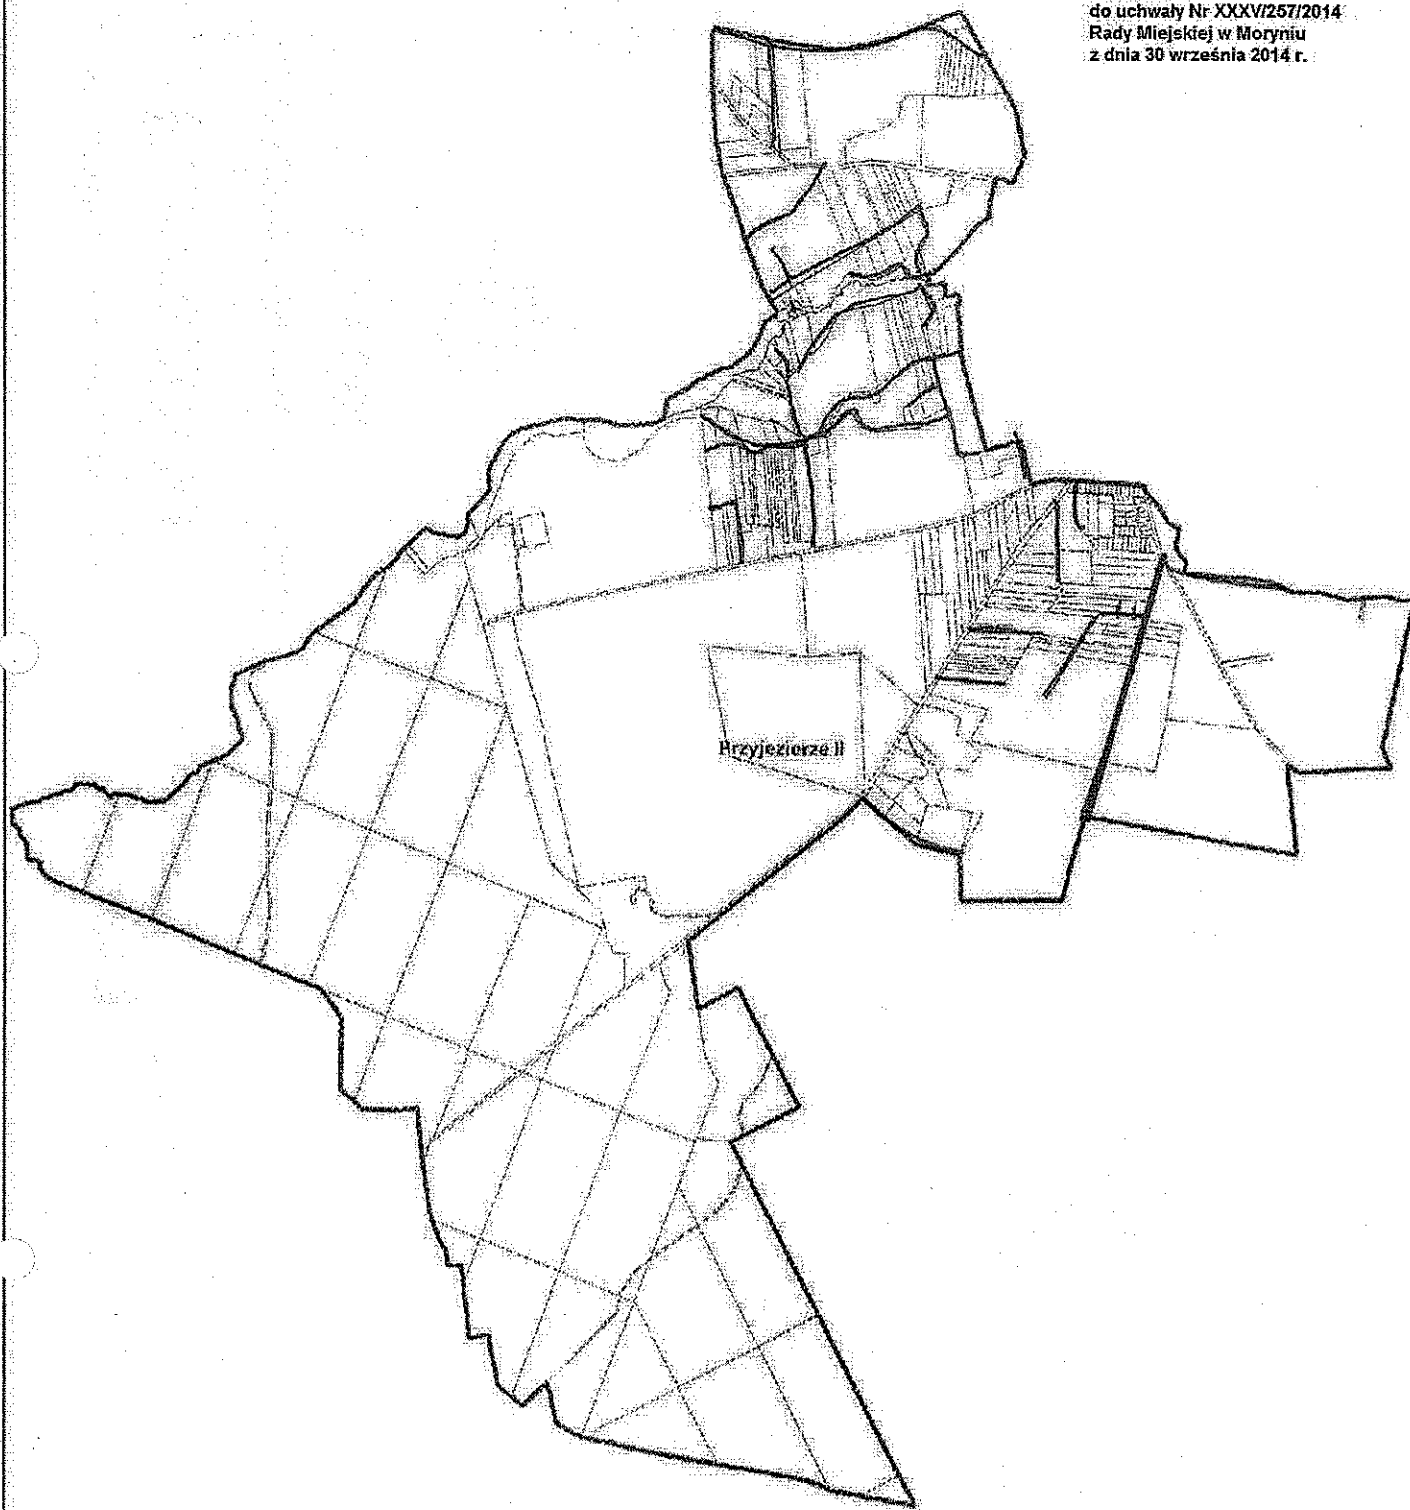 do uchwały Nr XXXV/257/2014
Rady Miejskiej w Moryniu
z dnia 30 września 2014 r.
Przyjezierze II